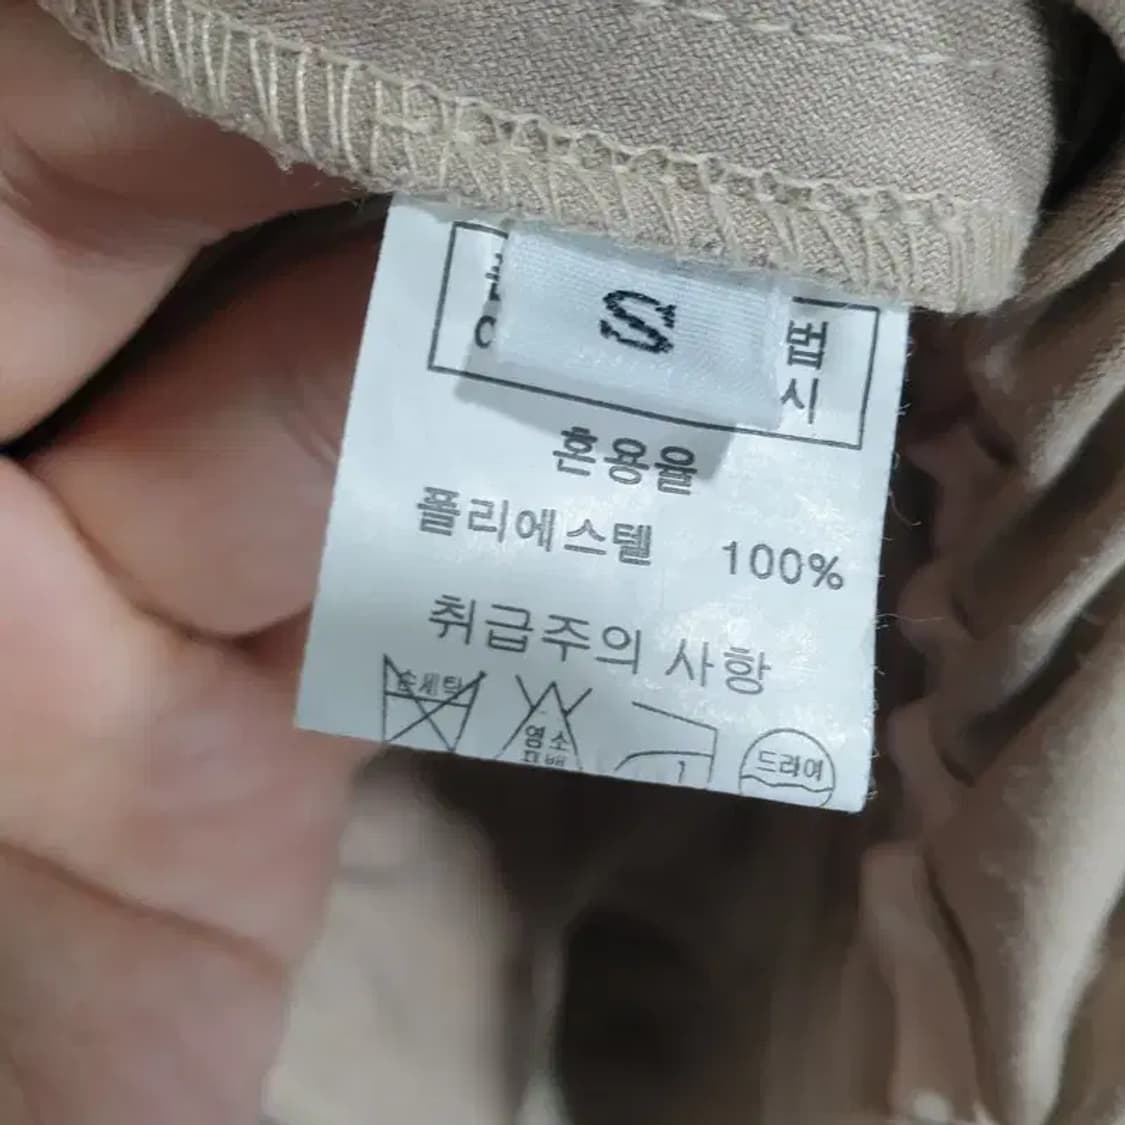 S
법
시
혼용율
폴리에스텔 100%
취급주의 사항
손세탁
염소
드라이